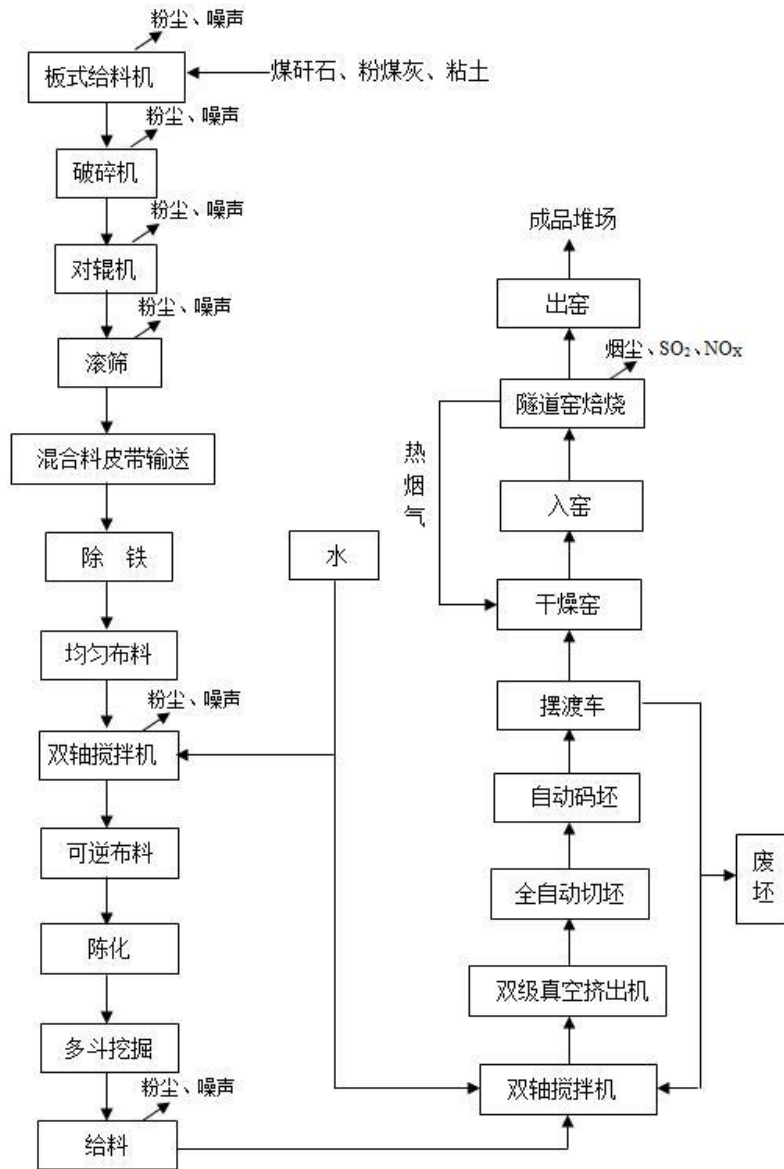 粉尘、噪声
板式给料机
煤矸石、粉煤灰、粘土
粉尘、噪声
破碎机
粉尘、噪声
对辊机
粉尘、噪声
滚筛
混合料皮带输送
除 铁
均匀布料
粉尘、噪声
双轴搅拌机
可逆布料
陈化
多斗挖掘
粉尘、噪声
给料
水
成品堆场
出窑
烟尘、SO₂、NOX
隧道窑焙烧
热
烟
气
入窑
干燥窑
摆渡车
自动码坯
全自动切坯
双级真空挤出机
双轴搅拌机
废
坯